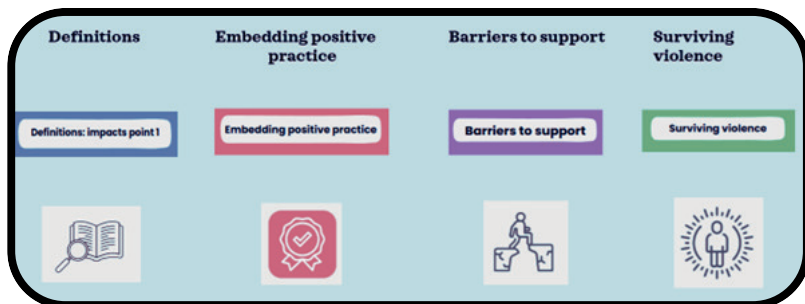 Definitions
Embedding positive
practice
Barriers to support
Surviving
violence
Definitions: impacts point 1
Embedding positive practice
Barriers to support
Surviving violence